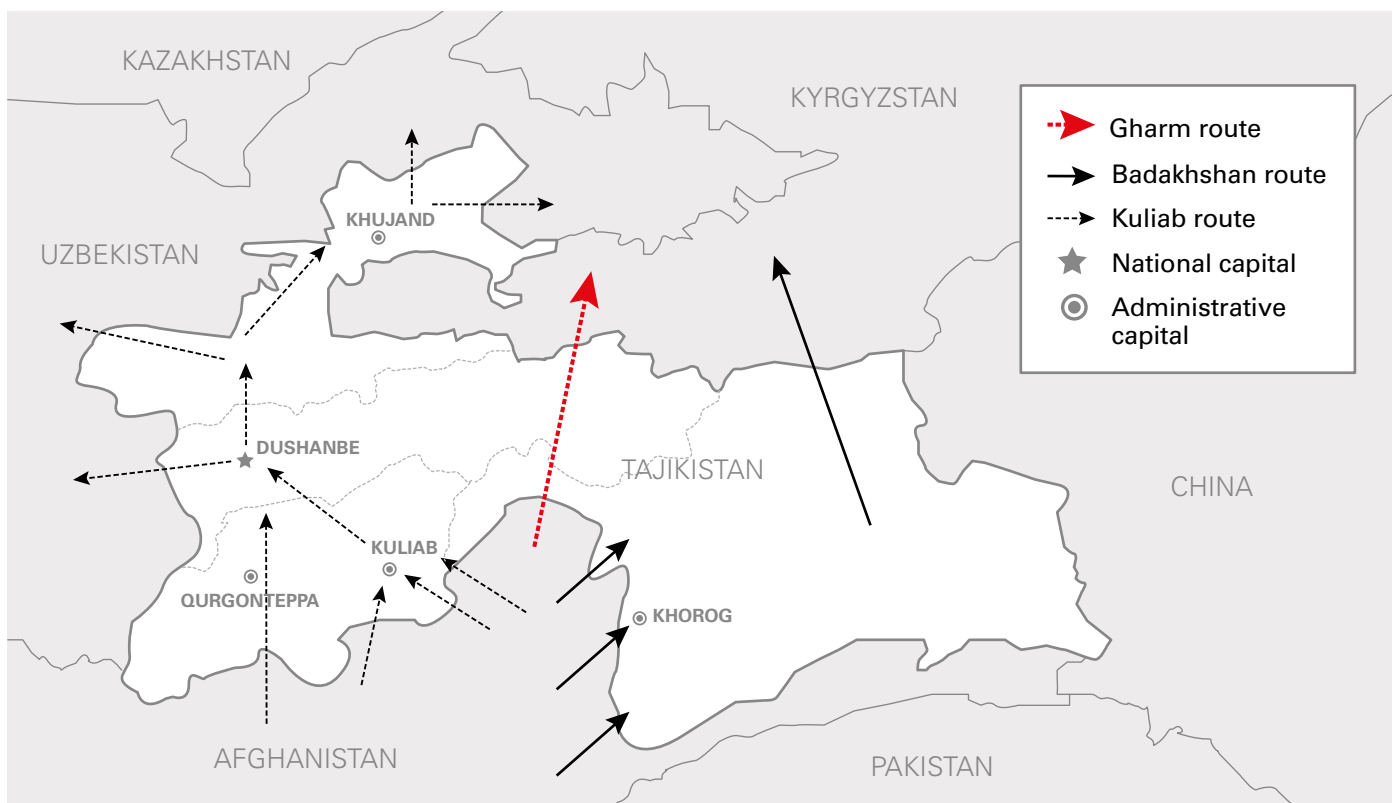 KAZAKHSTAN
KYRGYZSTAN
UZBEKISTAN
KHUJAND
DUSHANBE
TAJIKISTAN
CHINA
KULIAB
QURGONTEPPA
KHOROG
AFGHANISTAN
PAKISTAN
Gharm route
Badakhshan route
Kuliab route
National capital
Administrative
capital